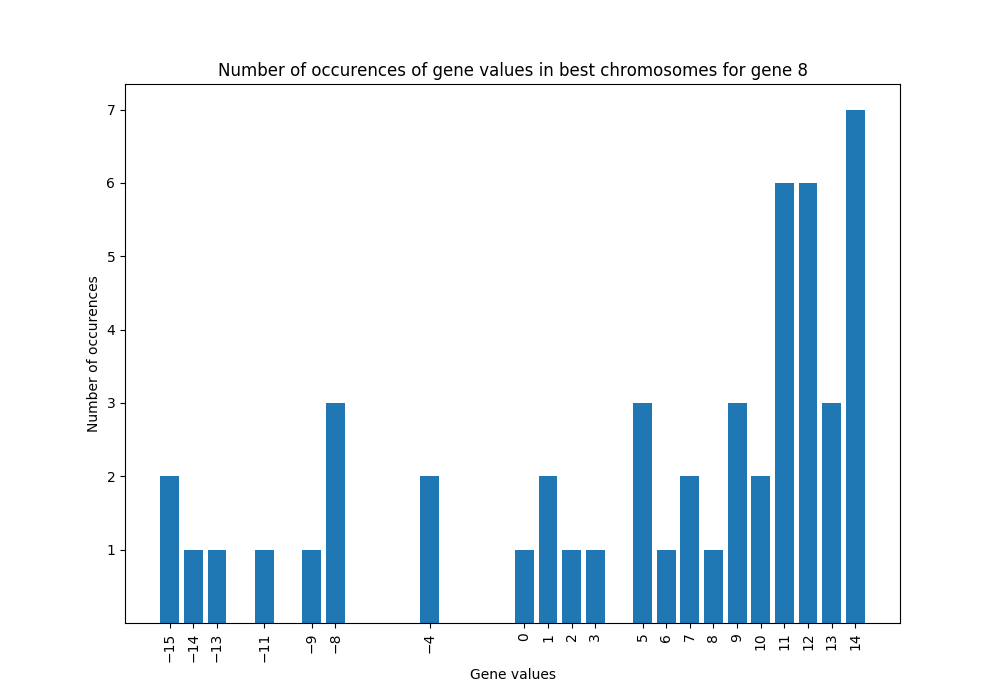 Number of occurences of gene values in best chromosomes for gene 8
7
6
5
4
3
2
1
Number of occurences
−15 −14 −13 −11 −9 −8 −4 0 1 2 3 5 6 7 8 9 10 11 12 13 14
Gene values